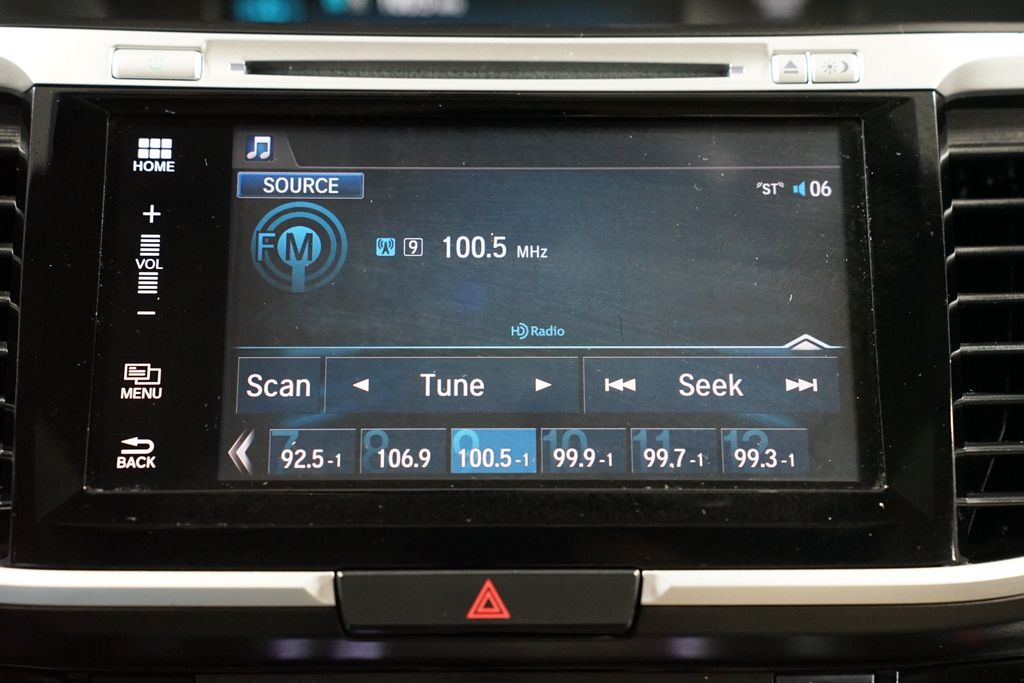 HOME
SOURCE
"ST" 06
+
VOL
−
FM
9 100.5 MHz
HD Radio
MENU
Scan Tune Seek
BACK
7 8 9 10 11 12
92.5-1 106.9 100.5-1 99.9-1 99.7-1 99.3-1